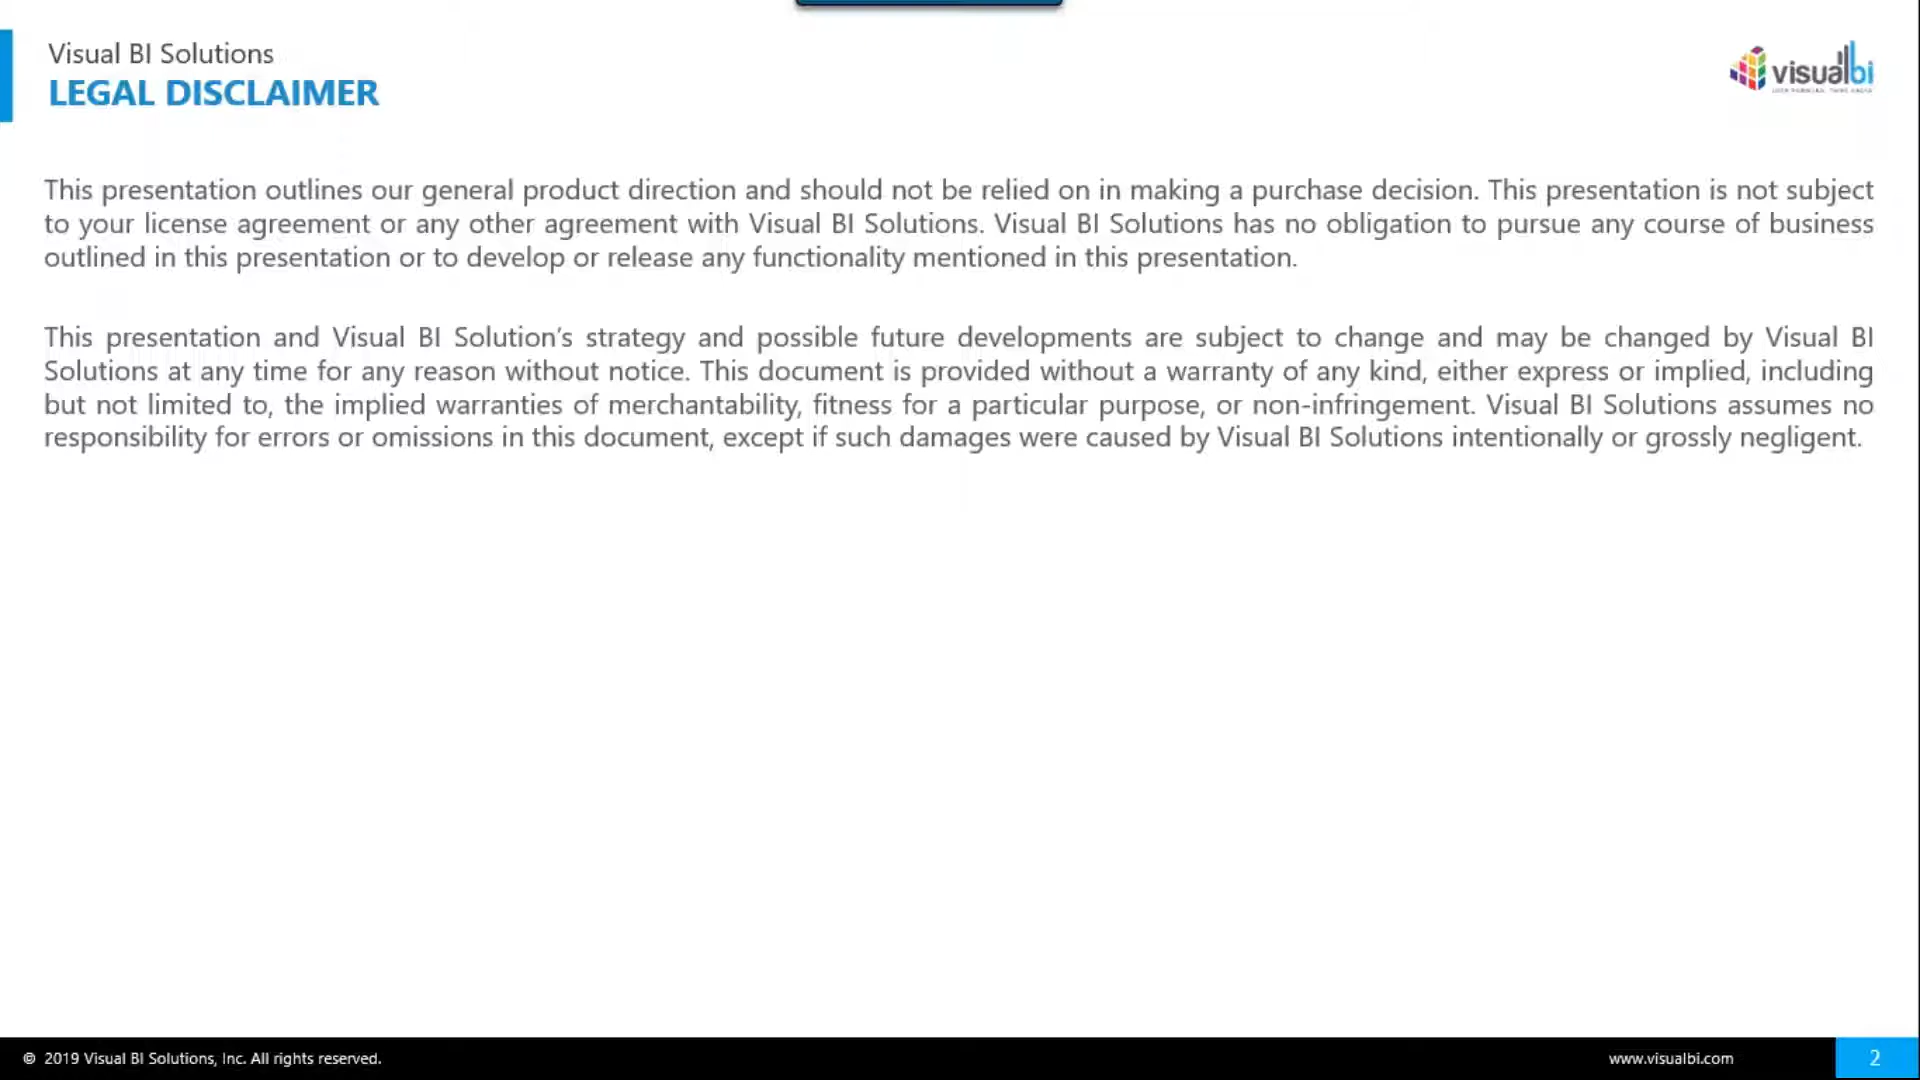 Visual BI Solutions
LEGAL DISCLAIMER
visualbi
This presentation outlines our general product direction and should not be relied on in making a purchase decision. This presentation is not subject
to your license agreement or any other agreement with Visual BI Solutions. Visual BI Solutions has no obligation to pursue any course of business
outlined in this presentation or to develop or release any functionality mentioned in this presentation.
This presentation and Visual BI Solution’s strategy and possible future developments are subject to change and may be changed by Visual BI
Solutions at any time for any reason without notice. This document is provided without a warranty of any kind, either express or implied, including
but not limited to, the implied warranties of merchantability, fitness for a particular purpose, or non-infringement. Visual BI Solutions assumes no
responsibility for errors or omissions in this document, except if such damages were caused by Visual BI Solutions intentionally or grossly negligent.
© 2019 Visual BI Solutions, Inc. All rights reserved.
www.visualbi.com
2